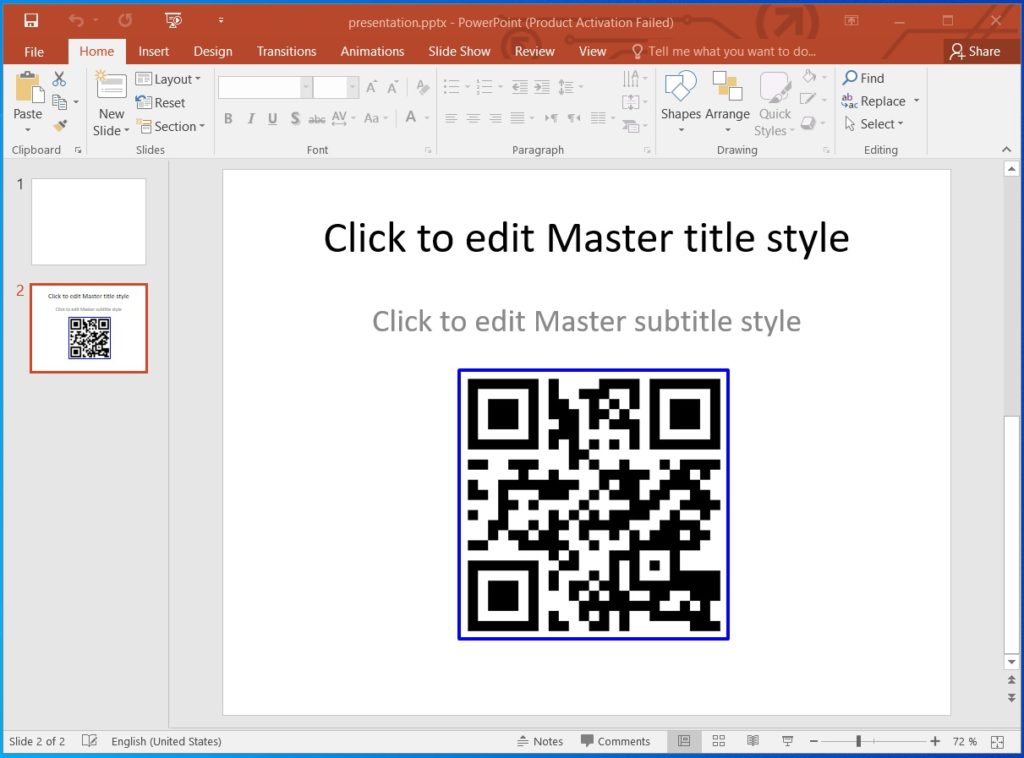 presentation.pptx - PowerPoint (Product Activation Failed)
File Home Insert Design Transitions Animations Slide Show Review View Tell me what you want to do... Share
Paste
Clipboard
New Slide
Layout
Reset
Section
Slides
B I U S abc AV Aa A
Font
Paragraph
Shapes
Arrange
Quick Styles
Drawing
Find
Replace
Select
Editing
1
2
Click to edit Master title style
Click to edit Master subtitle style
Click to edit Master title style
Click to edit Master subtitle style
Slide 2 of 2 English (United States) Notes Comments 72 %